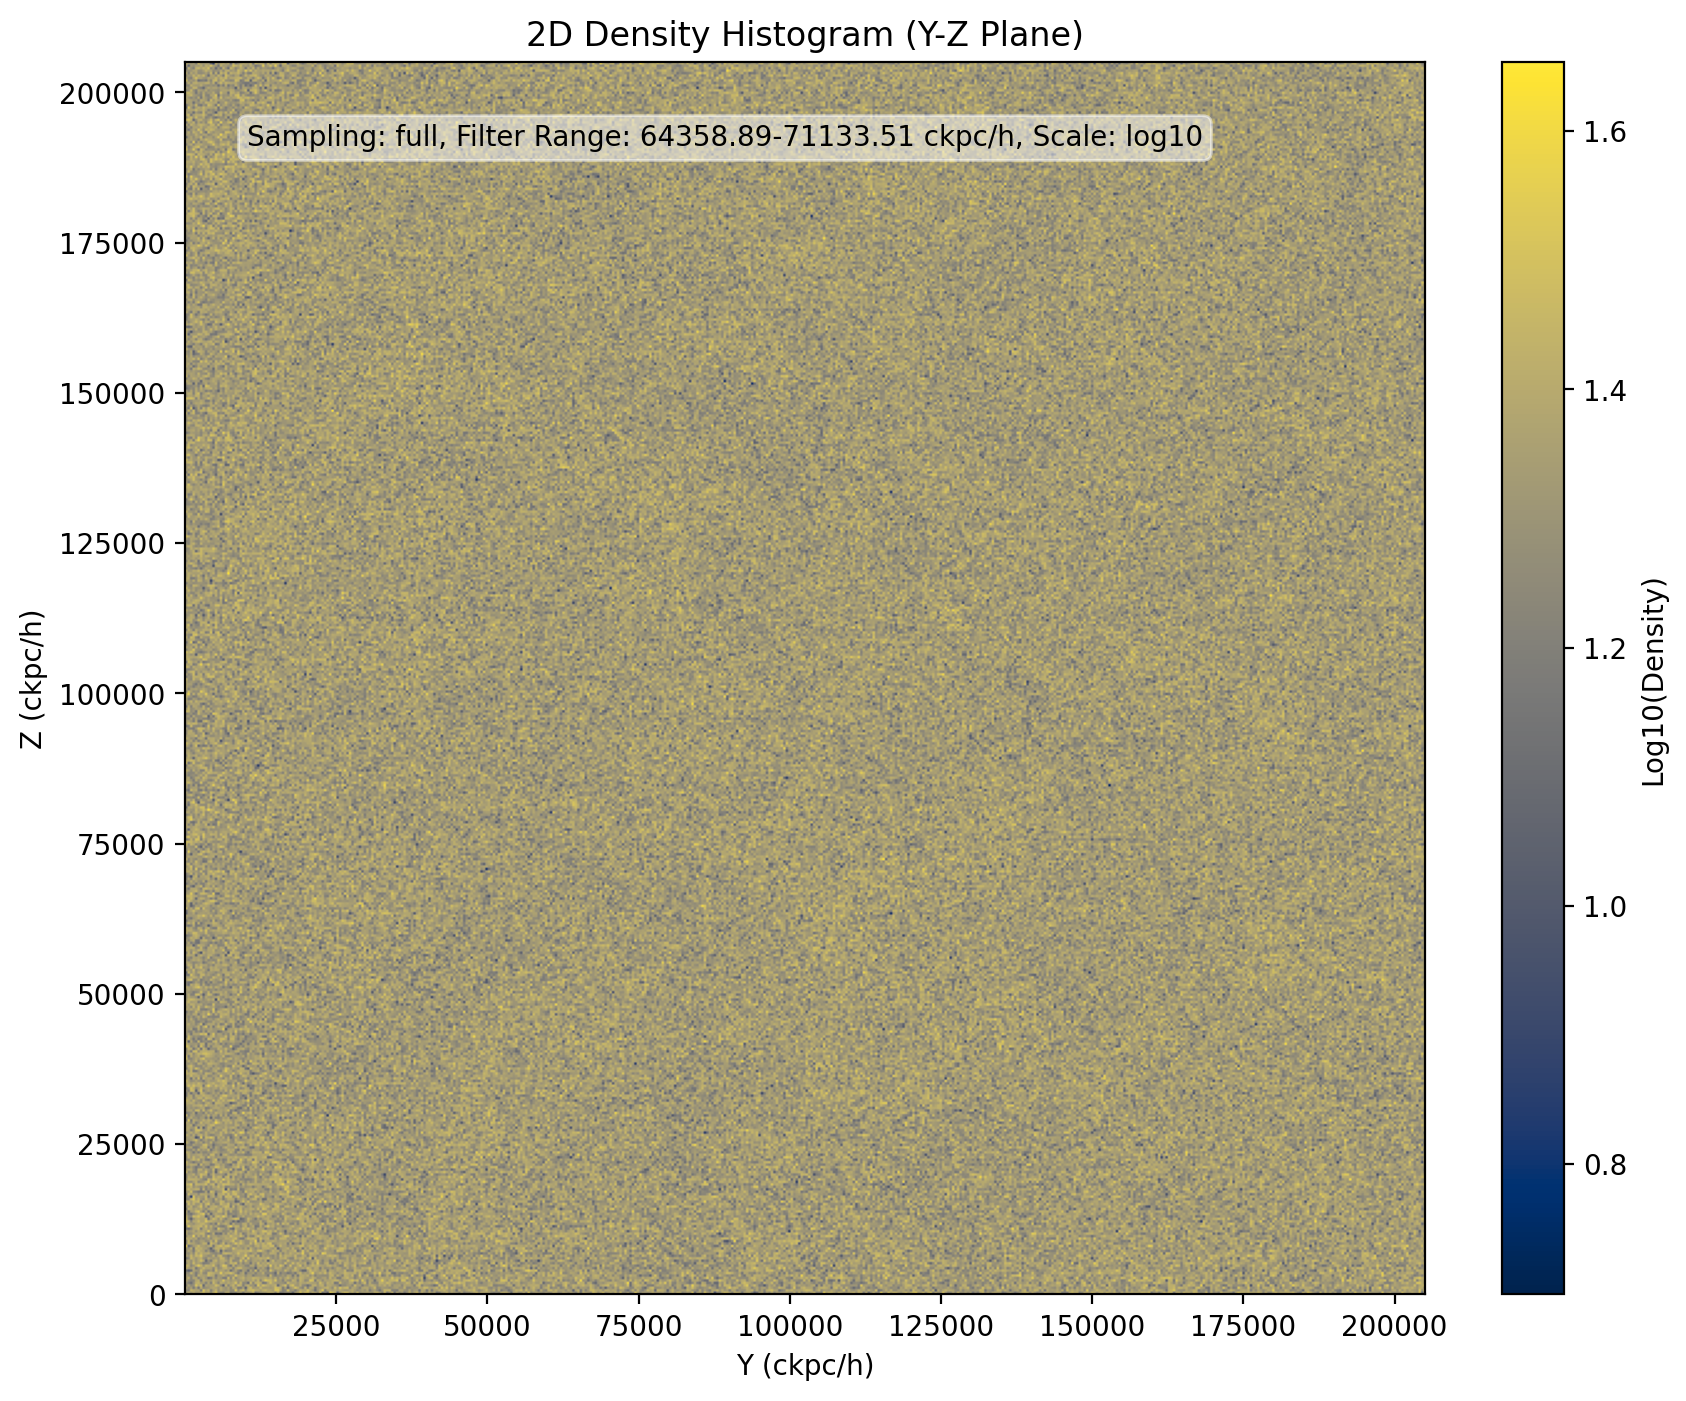 2D Density Histogram (Y-Z Plane)
Sampling: full, Filter Range: 64358.89-71133.51 ckpc/h, Scale: log10
200000
175000
150000
125000
100000
75000
50000
25000
0
Z (ckpc/h)
25000 50000 75000 100000 125000 150000 175000 200000
Y (ckpc/h)
1.6
1.4
1.2
1.0
0.8
Log10(Density)